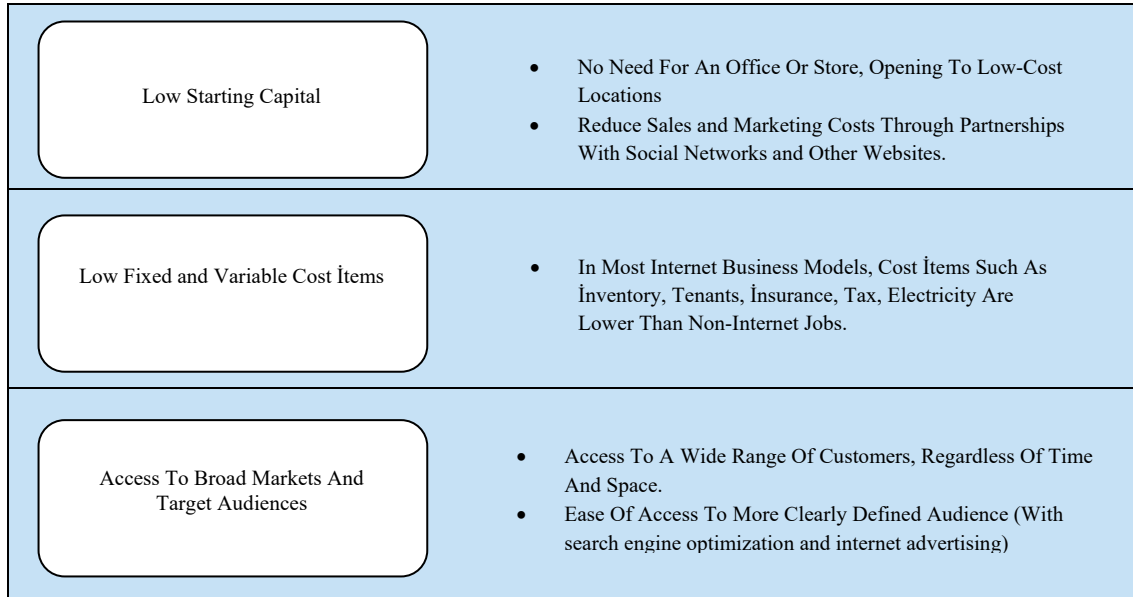 Low Starting Capital
• No Need For An Office Or Store, Opening To Low-Cost
Locations
• Reduce Sales and Marketing Costs Through Partnerships
With Social Networks and Other Websites.
Low Fixed and Variable Cost İtems
• In Most Internet Business Models, Cost İtems Such As
İnventory, Tenants, İnsurance, Tax, Electricity Are
Lower Than Non-Internet Jobs.
Access To Broad Markets And
Target Audiences
• Access To A Wide Range Of Customers, Regardless Of Time
And Space.
• Ease Of Access To More Clearly Defined Audience (With
search engine optimization and internet advertising)